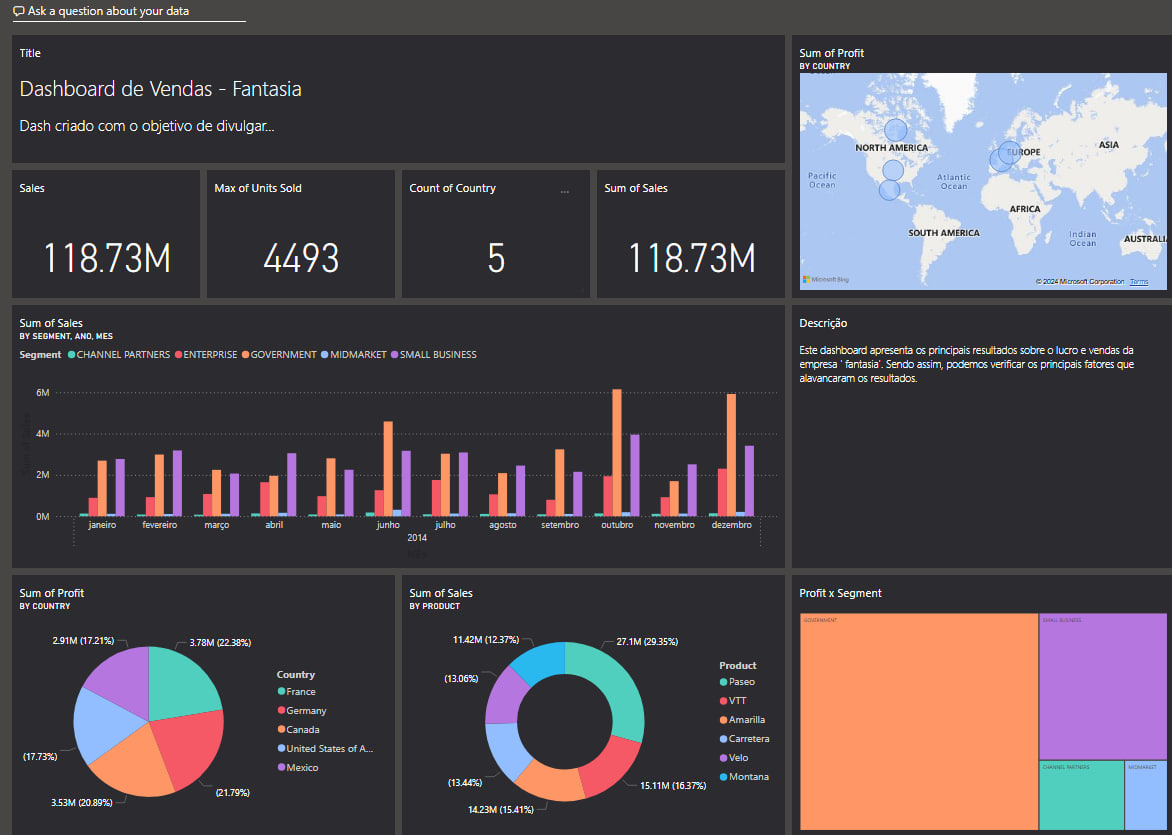 Ask a question about your data
Title
Dashboard de Vendas - Fantasia
Dash criado com o objetivo de divulgar...
Sum of Profit
BY COUNTRY
NORTH AMERICA
EUROPE
ASIA
Pacific
Ocean
Atlantic
Ocean
AFRICA
SOUTH AMERICA
Indian
Ocean
AUSTRALI
Microsoft Bing
© 2024 Microsoft Corporation Terms
Sales
118.73M
Max of Units Sold
4493
Count of Country
...
5
Sum of Sales
118.73M
Sum of Sales
BY SEGMENT, ANO, MES
Segment CHANNEL PARTNERS ENTERPRISE GOVERNMENT MIDMARKET SMALL BUSINESS
6M
4M
2M
0M
janeiro fevereiro março abril maio junho julho agosto setembro outubro novembro dezembro
2014
Mês
Descrição
Este dashboard apresenta os principais resultados sobre o lucro e vendas da
empresa ' fantasia'. Sendo assim, podemos verificar os principais fatores que
alavancaram os resultados.
Sum of Profit
BY COUNTRY
2.91M (17.21%)
3.78M (22.38%)
(17.73%)
3.53M (20.89%)
(21.79%)
Country
France
Germany
Canada
United States of A...
Mexico
Sum of Sales
BY PRODUCT
11.42M (12.37%)
27.1M (29.35%)
(13.06%)
(13.44%)
14.23M (15.41%)
15.11M (16.37%)
Product
Paseo
VTT
Amarilla
Carretera
Velo
Montana
Profit x Segment
GOVERNMENT
SMALL BUSINESS
CHANNEL PARTNERS
MIDMARKET